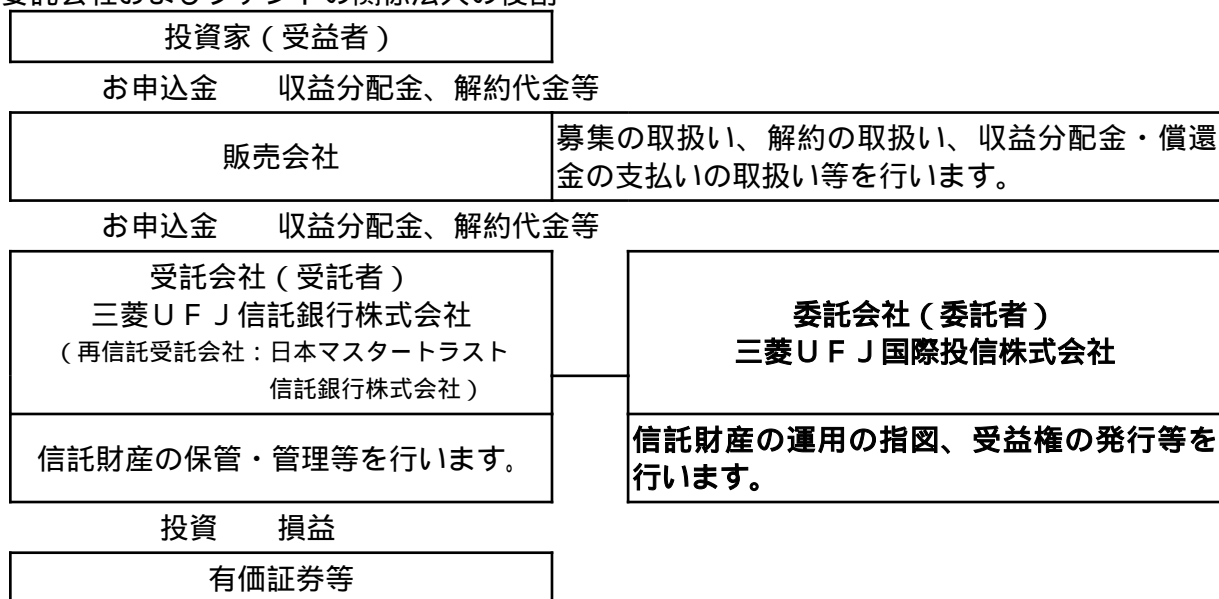 委託会社およびファンドの関係法人の役割
投資家（受益者）
お申込金　　収益分配金、解約代金等
販売会社
募集の取扱い、解約の取扱い、収益分配金・償還
金の支払いの取扱い等を行います。
お申込金　　収益分配金、解約代金等
受託会社（受託者）
三菱ＵＦＪ信託銀行株式会社
（再信託受託会社：日本マスタートラスト
信託銀行株式会社）
委託会社（委託者）
三菱ＵＦＪ国際投信株式会社
信託財産の保管・管理等を行います。
信託財産の運用の指図、受益権の発行等を
行います。
投資　　損益
有価証券等